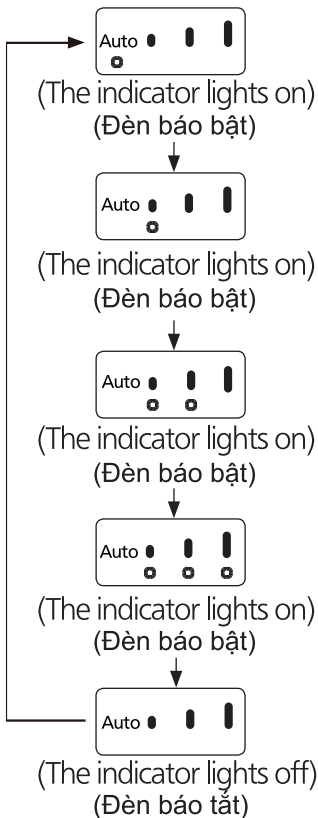 Auto
(The indicator lights on)
(Đèn báo bật)
Auto
(The indicator lights on)
(Đèn báo bật)
Auto
(The indicator lights on)
(Đèn báo bật)
Auto
(The indicator lights on)
(Đèn báo bật)
Auto
(The indicator lights off)
(Đèn báo tắt)